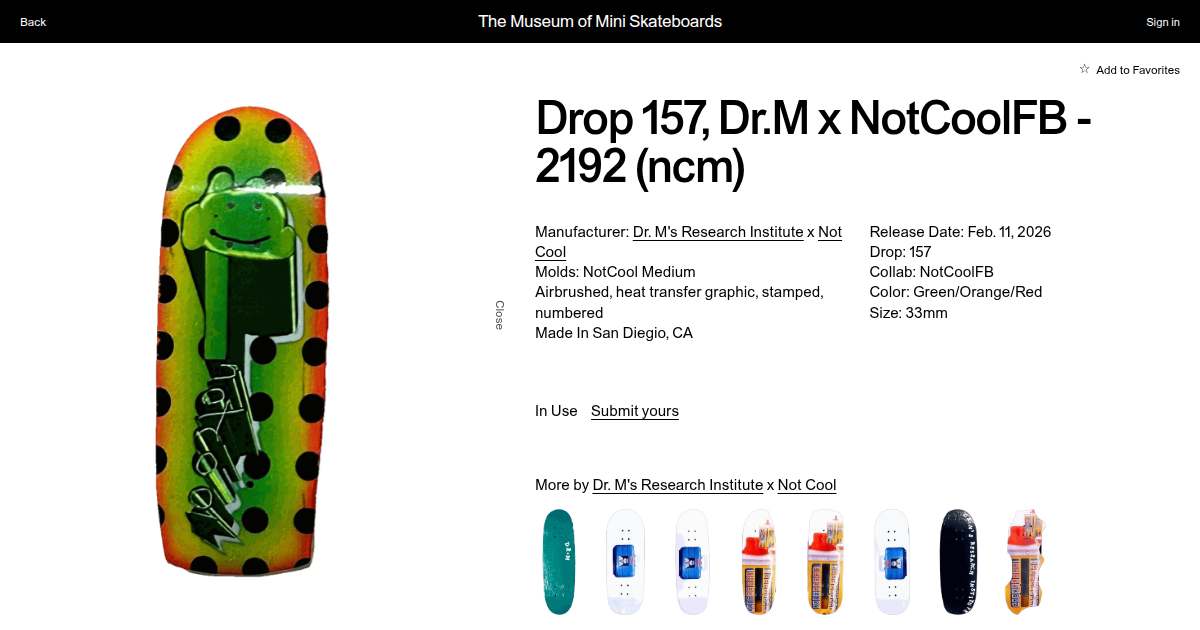 Back
The Museum of Mini Skateboards
Sign in
☆ Add to Favorites
Drop 157, Dr.M x NotCoolFB -
2192 (ncm)
Manufacturer: Dr. M's Research Institute x Not
Cool
Molds: NotCool Medium
Airbrushed, heat transfer graphic, stamped,
numbered
Made In San Diegio, CA
Release Date: Feb. 11, 2026
Drop: 157
Collab: NotCoolFB
Color: Green/Orange/Red
Size: 33mm
Close
In Use Submit yours
More by Dr. M's Research Institute x Not Cool